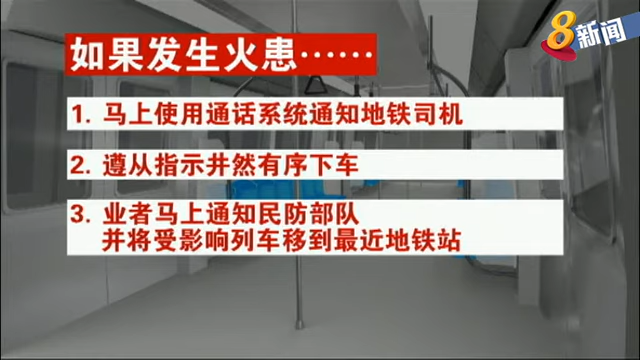 8新闻
如果发生火患……
1. 马上使用通话系统通知地铁司机
2. 遵从指示井然有序下车
3. 业者马上通知民防部队
并将受影响列车移到最近地铁站